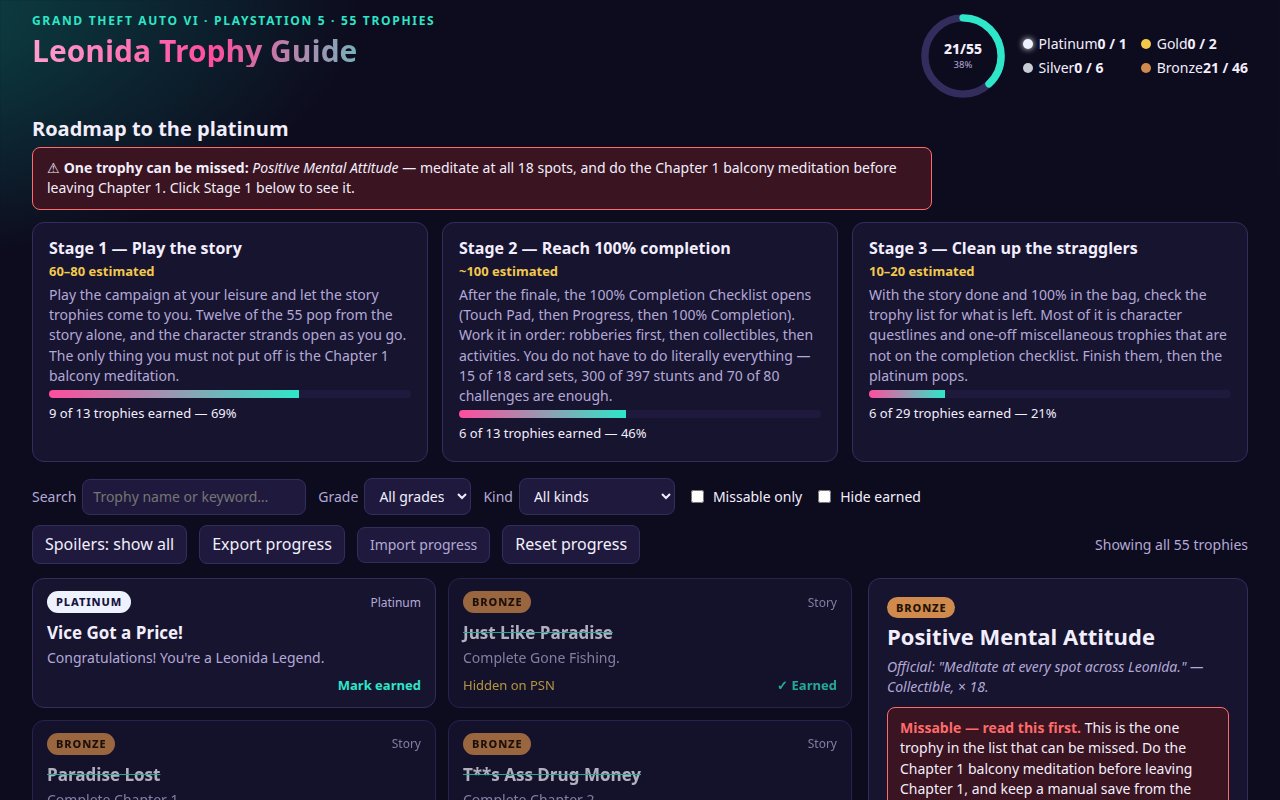 GRAND THEFT AUTO VI · PLAYSTATION 5 · 55 TROPHIES
Leonida Trophy Guide
21/55
38%
Platinum0 / 1
Gold0 / 2
Silver0 / 6
Bronze21 / 46
Roadmap to the platinum
⚠ One trophy can be missed: Positive Mental Attitude — meditate at all 18 spots, and do the Chapter 1 balcony meditation before
leaving Chapter 1. Click Stage 1 below to see it.
Stage 1 — Play the story
60–80 estimated
Play the campaign at your leisure and let the story
trophies come to you. Twelve of the 55 pop from the
story alone, and the character strands open as you go.
The only thing you must not put off is the Chapter 1
balcony meditation.
9 of 13 trophies earned — 69%
Stage 2 — Reach 100% completion
~100 estimated
After the finale, the 100% Completion Checklist opens
(Touch Pad, then Progress, then 100% Completion).
Work it in order: robberies first, then collectibles, then
activities. You do not have to do literally everything —
15 of 18 card sets, 300 of 397 stunts and 70 of 80
challenges are enough.
6 of 13 trophies earned — 46%
Stage 3 — Clean up the stragglers
10–20 estimated
With the story done and 100% in the bag, check the
trophy list for what is left. Most of it is character
questlines and one-off miscellaneous trophies that are
not on the completion checklist. Finish them, then the
platinum pops.
6 of 29 trophies earned — 21%
Search
Trophy name or keyword...
Grade
All grades
Kind
All kinds
Missable only
Hide earned
Spoilers: show all
Export progress
Import progress
Reset progress
Showing all 55 trophies
PLATINUM
Platinum
Vice Got a Price!
Congratulations! You're a Leonida Legend.
Mark earned
BRONZE
Story
Just Like Paradise
Complete Gone Fishing.
Hidden on PSN
✓ Earned
BRONZE
Story
Paradise Lost
Complete Chapter 1.
BRONZE
Story
T**s Ass Drug Money
Complete Chapter 2.
BRONZE
Positive Mental Attitude
Official: "Meditate at every spot across Leonida." —
Collectible, × 18.
Missable — read this first. This is the one
trophy in the list that can be missed. Do the
Chapter 1 balcony meditation before leaving
Chapter 1, and keep a manual save from the